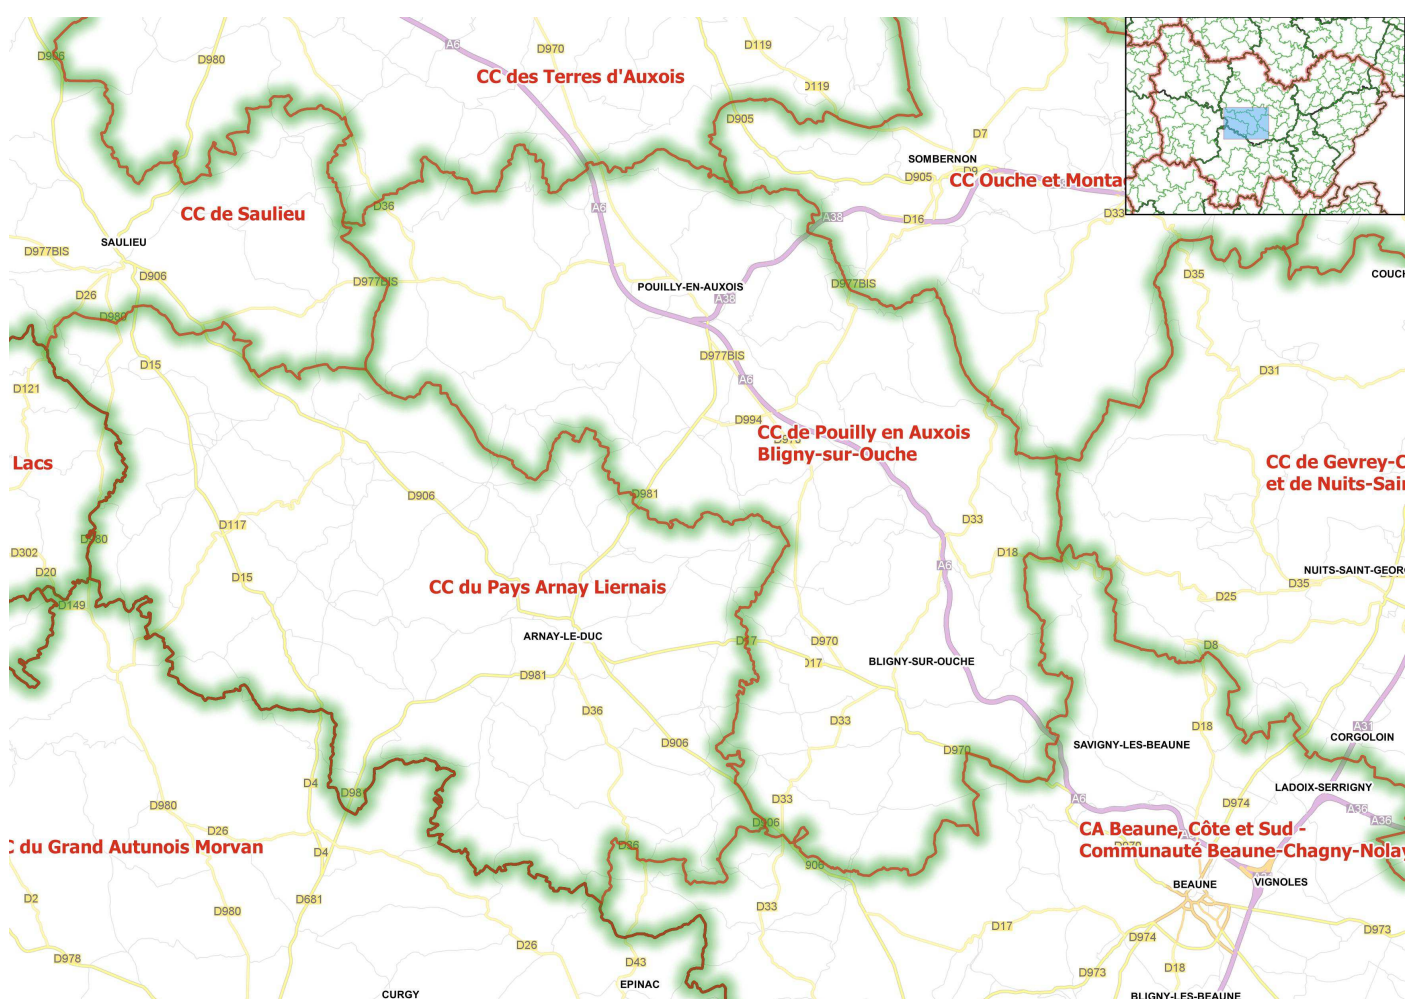 A6
D970
D119
D906
D980
CC des Terres d'Auxois
D119
D905
D7
SOMBERNON
D905
CC Ouche et Monta
D36
A6
CC de Saulieu
A38
D16
D33
SAULIEU
D977BIS
D906
D26
D977BIS
POUILLY-EN-AUXOIS
A38
D977BIS
D35
COUCH
D980
D15
D977BIS
A6
D31
D121
D994
CC de Pouilly en Auxois
Bligny-sur-Ouche
Lacs
CC de Gevrey-C
et de Nuits-Sain
D906
D981
D33
D117
D302
D20
D15
D18
A6
NUITS-SAINT-GEOR
D35
D25
CC du Pays Arnay Liernais
D149
ARNAY-LE-DUC
D17
D970
D17
BLIGNY-SUR-OUCHE
D8
D981
D36
D33
D906
D970
D18
A31
SAVIGNY-LES-BEAUNE
CORGOLOIN
D4
D33
A6
D974
LADOIX-SERRIGNY
A36
A36
D980
D26
D4
C du Grand Autunois Morvan
D906
CA Beaune, Côte et Sud -
Communauté Beaune-Chagny-Nolay
D36
906
BEAUNE
VIGNOLES
D2
D980
D681
D33
D17
D974
D973
D978
D26
D43
EPINAC
D973
D18
CURGY
BLIGNY-LES-BEAUNE